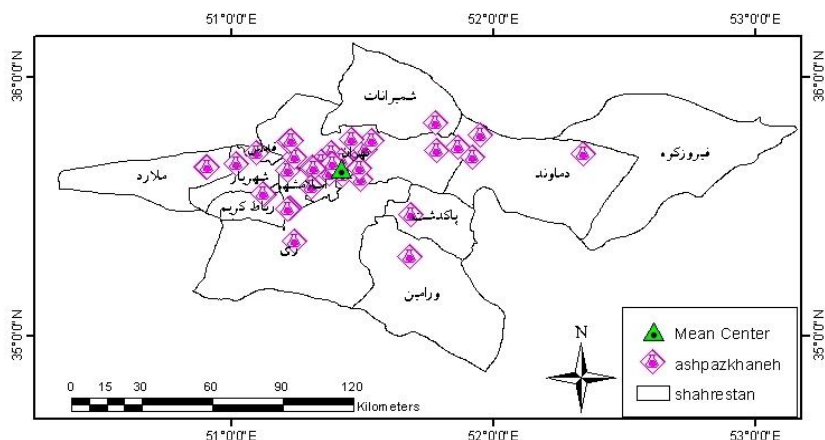 51°0'0"E 52°0'0"E 53°0'0"E
36°0'0"N 36°0'0"N
شمیرانات
تهران
فیروزکوه
دماوند
ملارد
شهریار
اسلامشهر
رباط کریم
پاکدشت
ری
ورامین
35°0'0"N 35°0'0"N
N
Mean Center
ashpazkhaneh
shahrestan
0 15 30 60 90 120
Kilometers
51°0'0"E 52°0'0"E 53°0'0"E